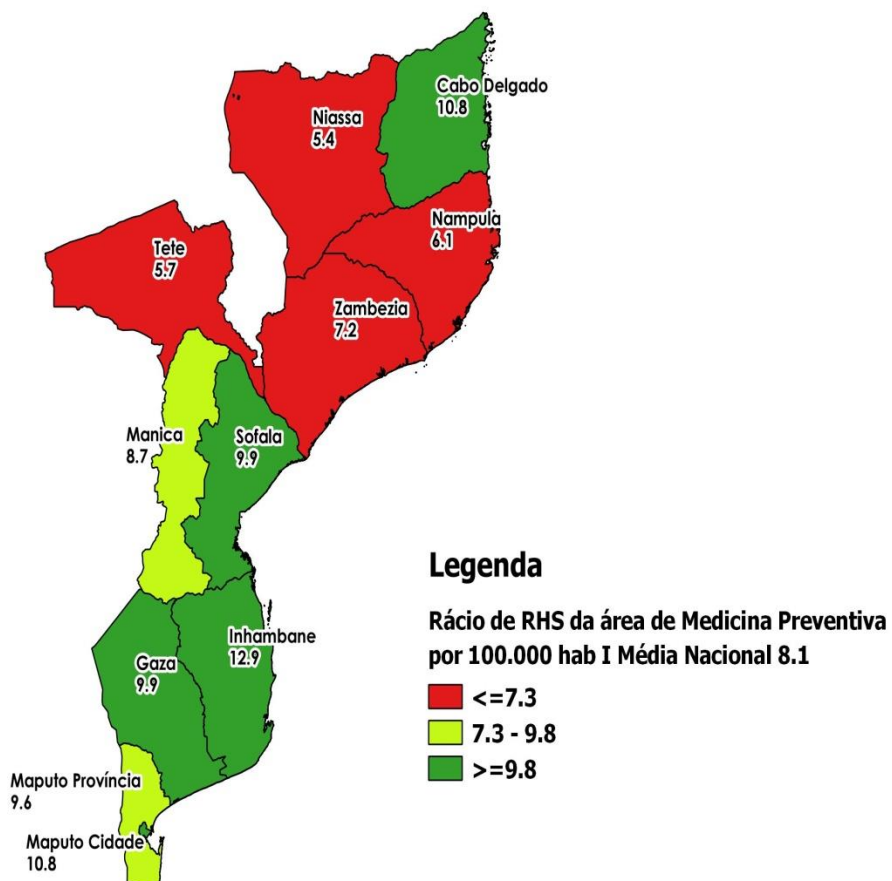 Cabo Delgado
10.8
Niassa
5.4
Nampula
6.1
Tete
5.7
Zambezia
7.2
Manica
8.7
Sofala
9.9
Legenda
Rácio de RHS da área de Medicina Preventiva
por 100.000 hab I Média Nacional 8.1
<=7.3
7.3 - 9.8
>=9.8
Inhambane
12.9
Gaza
9.9
Maputo Província
9.6
Maputo Cidade
10.8